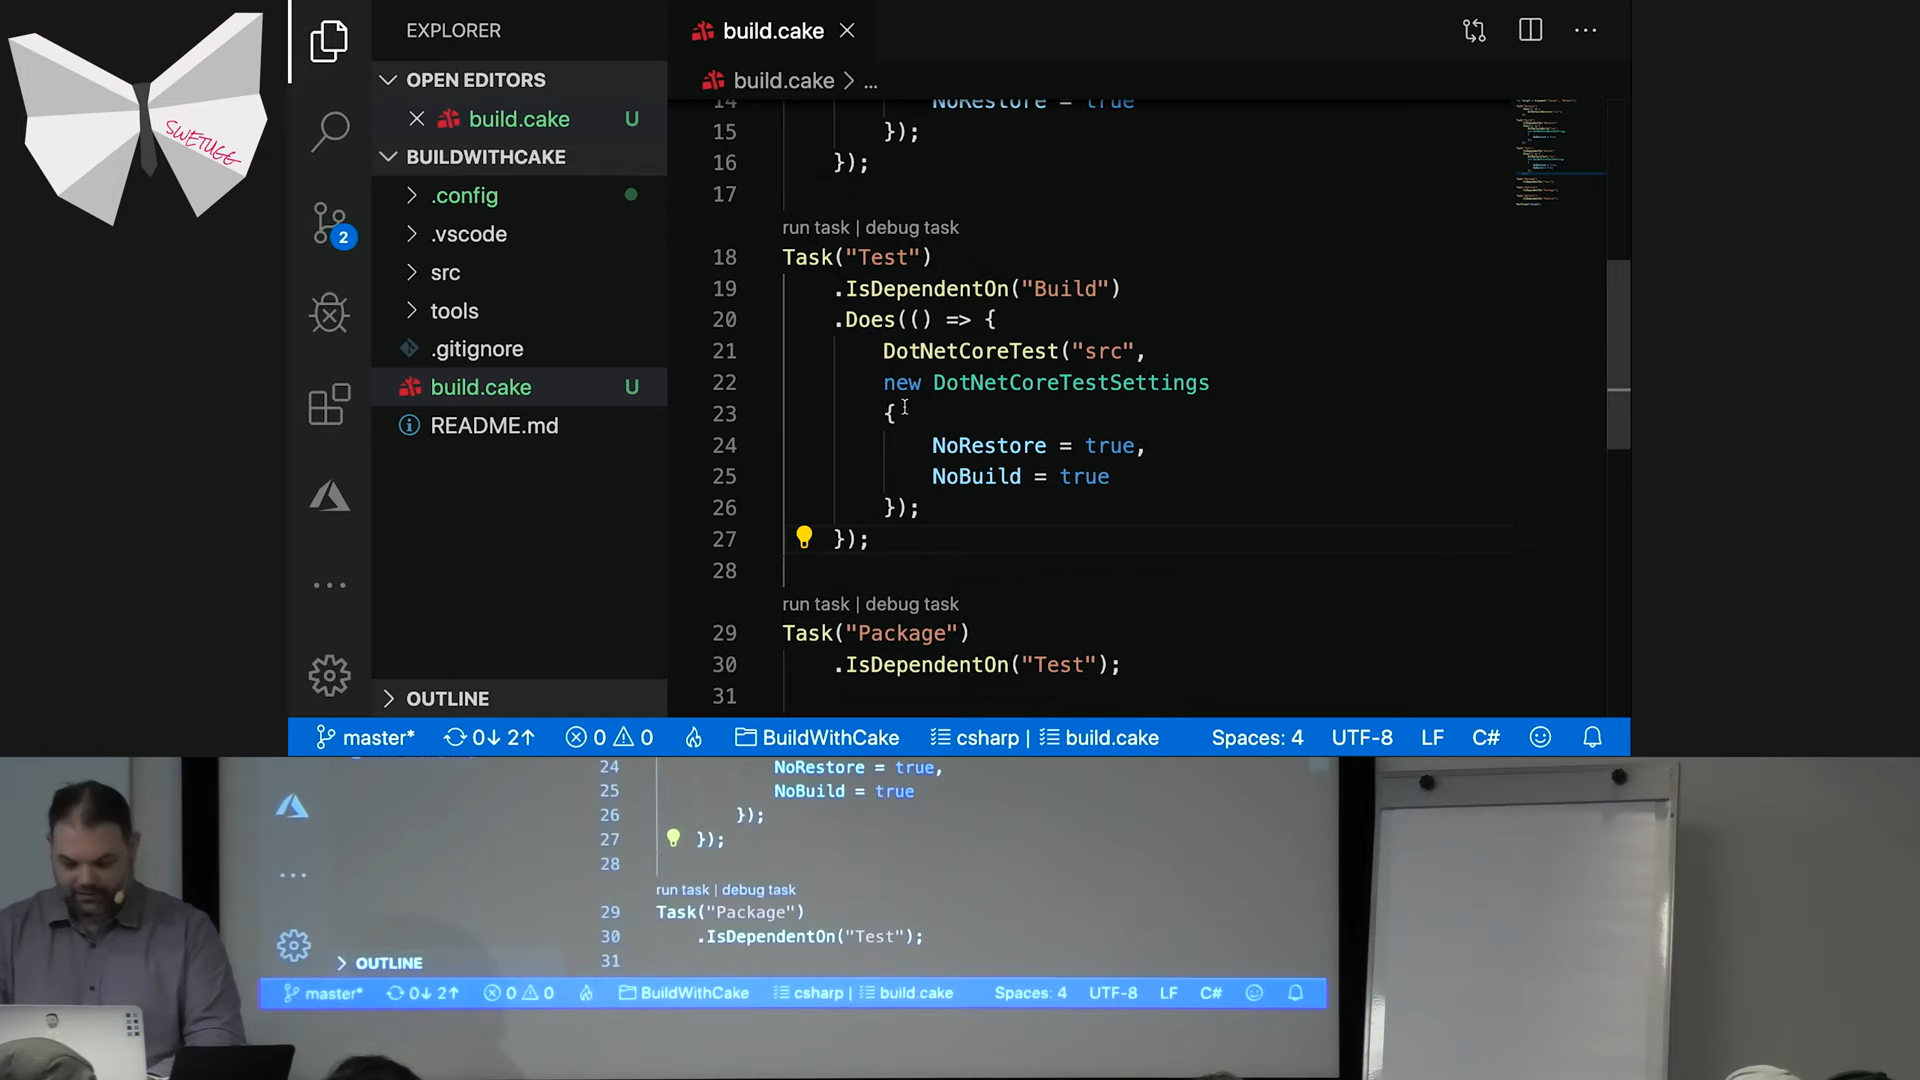 SWETUGG
EXPLORER
OPEN EDITORS
build.cake U
BUILDWITHCAKE
.config
.vscode
src
tools
.gitignore
build.cake U
README.md
OUTLINE
2
build.cake
build.cake > ...
14 NoRestore = true
15 });
16 });
17
run task | debug task
18 Task("Test")
19 .IsDependentOn("Build")
20 .Does(() => {
21 DotNetCoreTest("src",
22 new DotNetCoreTestSettings
23 {
24 NoRestore = true,
25 NoBuild = true
26 });
27 });
28
run task | debug task
29 Task("Package")
30 .IsDependentOn("Test");
31
master* 0↓ 2↑ 0 0 BuildWithCake csharp | build.cake Spaces: 4 UTF-8 LF C#
24 NoRestore = true,
25 NoBuild = true
26 });
27 });
28
run task | debug task
29 Task("Package")
30 .IsDependentOn("Test");
31
OUTLINE
master* 0↓ 2↑ 0 0 BuildWithCake csharp | build.cake Spaces: 4 UTF-8 LF C#